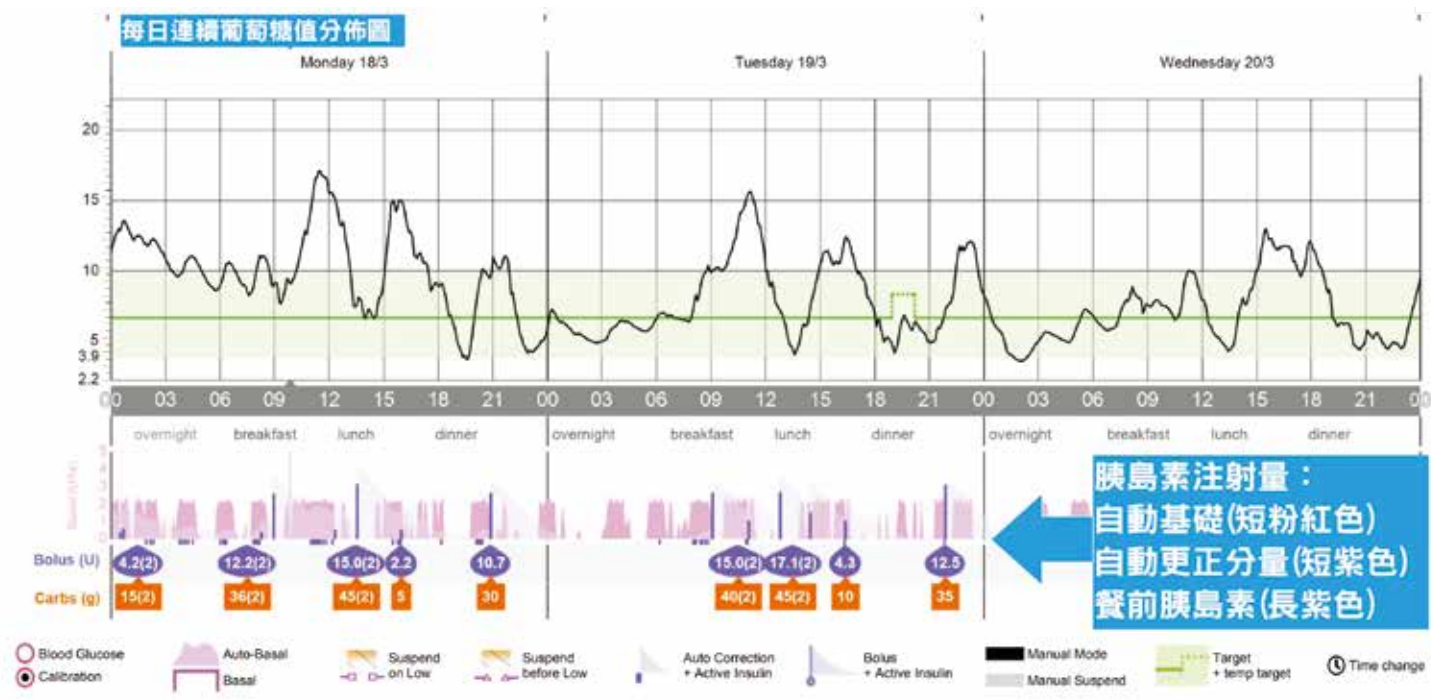 每日連續葡萄糖值分佈圖
Monday 18/3 Tuesday 19/3 Wednesday 20/3
20
15
10
5
3.9
2.2
00 03 06 09 12 15 18 21 00 03 06 09 12 15 18 21 00 03 06 09 12 15 18 21 00
overnight breakfast lunch dinner overnight breakfast lunch dinner overnight breakfast lunch dinner
胰島素注射量：
自動基礎(短粉紅色)
自動更正分量(短紫色)
餐前胰島素(長紫色)
Bolus (U) 4.2(2) 12.2(2) 15.0(2) 2.2 10.7 15.0(2) 17.1(2) 4.3 12.5
Carbs (g) 15(2) 36(2) 45(2) 5 30 40(2) 45(2) 10 35
Blood Glucose
Calibration
Auto-Basal
Basal
Suspend
on Low
Suspend
before Low
Auto Correction
+ Active Insulin
Bolus
+ Active Insulin
Manual Mode
Manual Suspend
Target
+ temp target
Time change